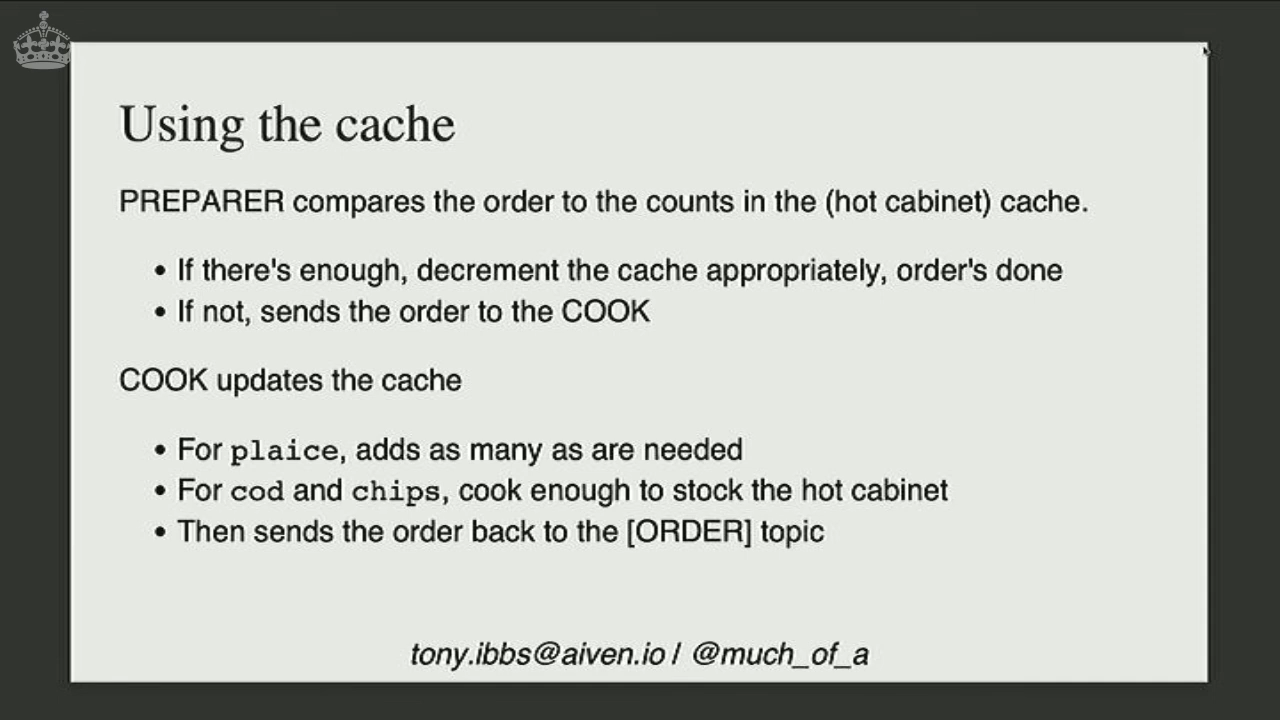 Using the cache
PREPARER compares the order to the counts in the (hot cabinet) cache.
• If there's enough, decrement the cache appropriately, order's done
• If not, sends the order to the COOK
COOK updates the cache
• For plaice, adds as many as are needed
• For cod and chips, cook enough to stock the hot cabinet
• Then sends the order back to the [ORDER] topic
tony.ibbs@aiven.io / @much_of_a